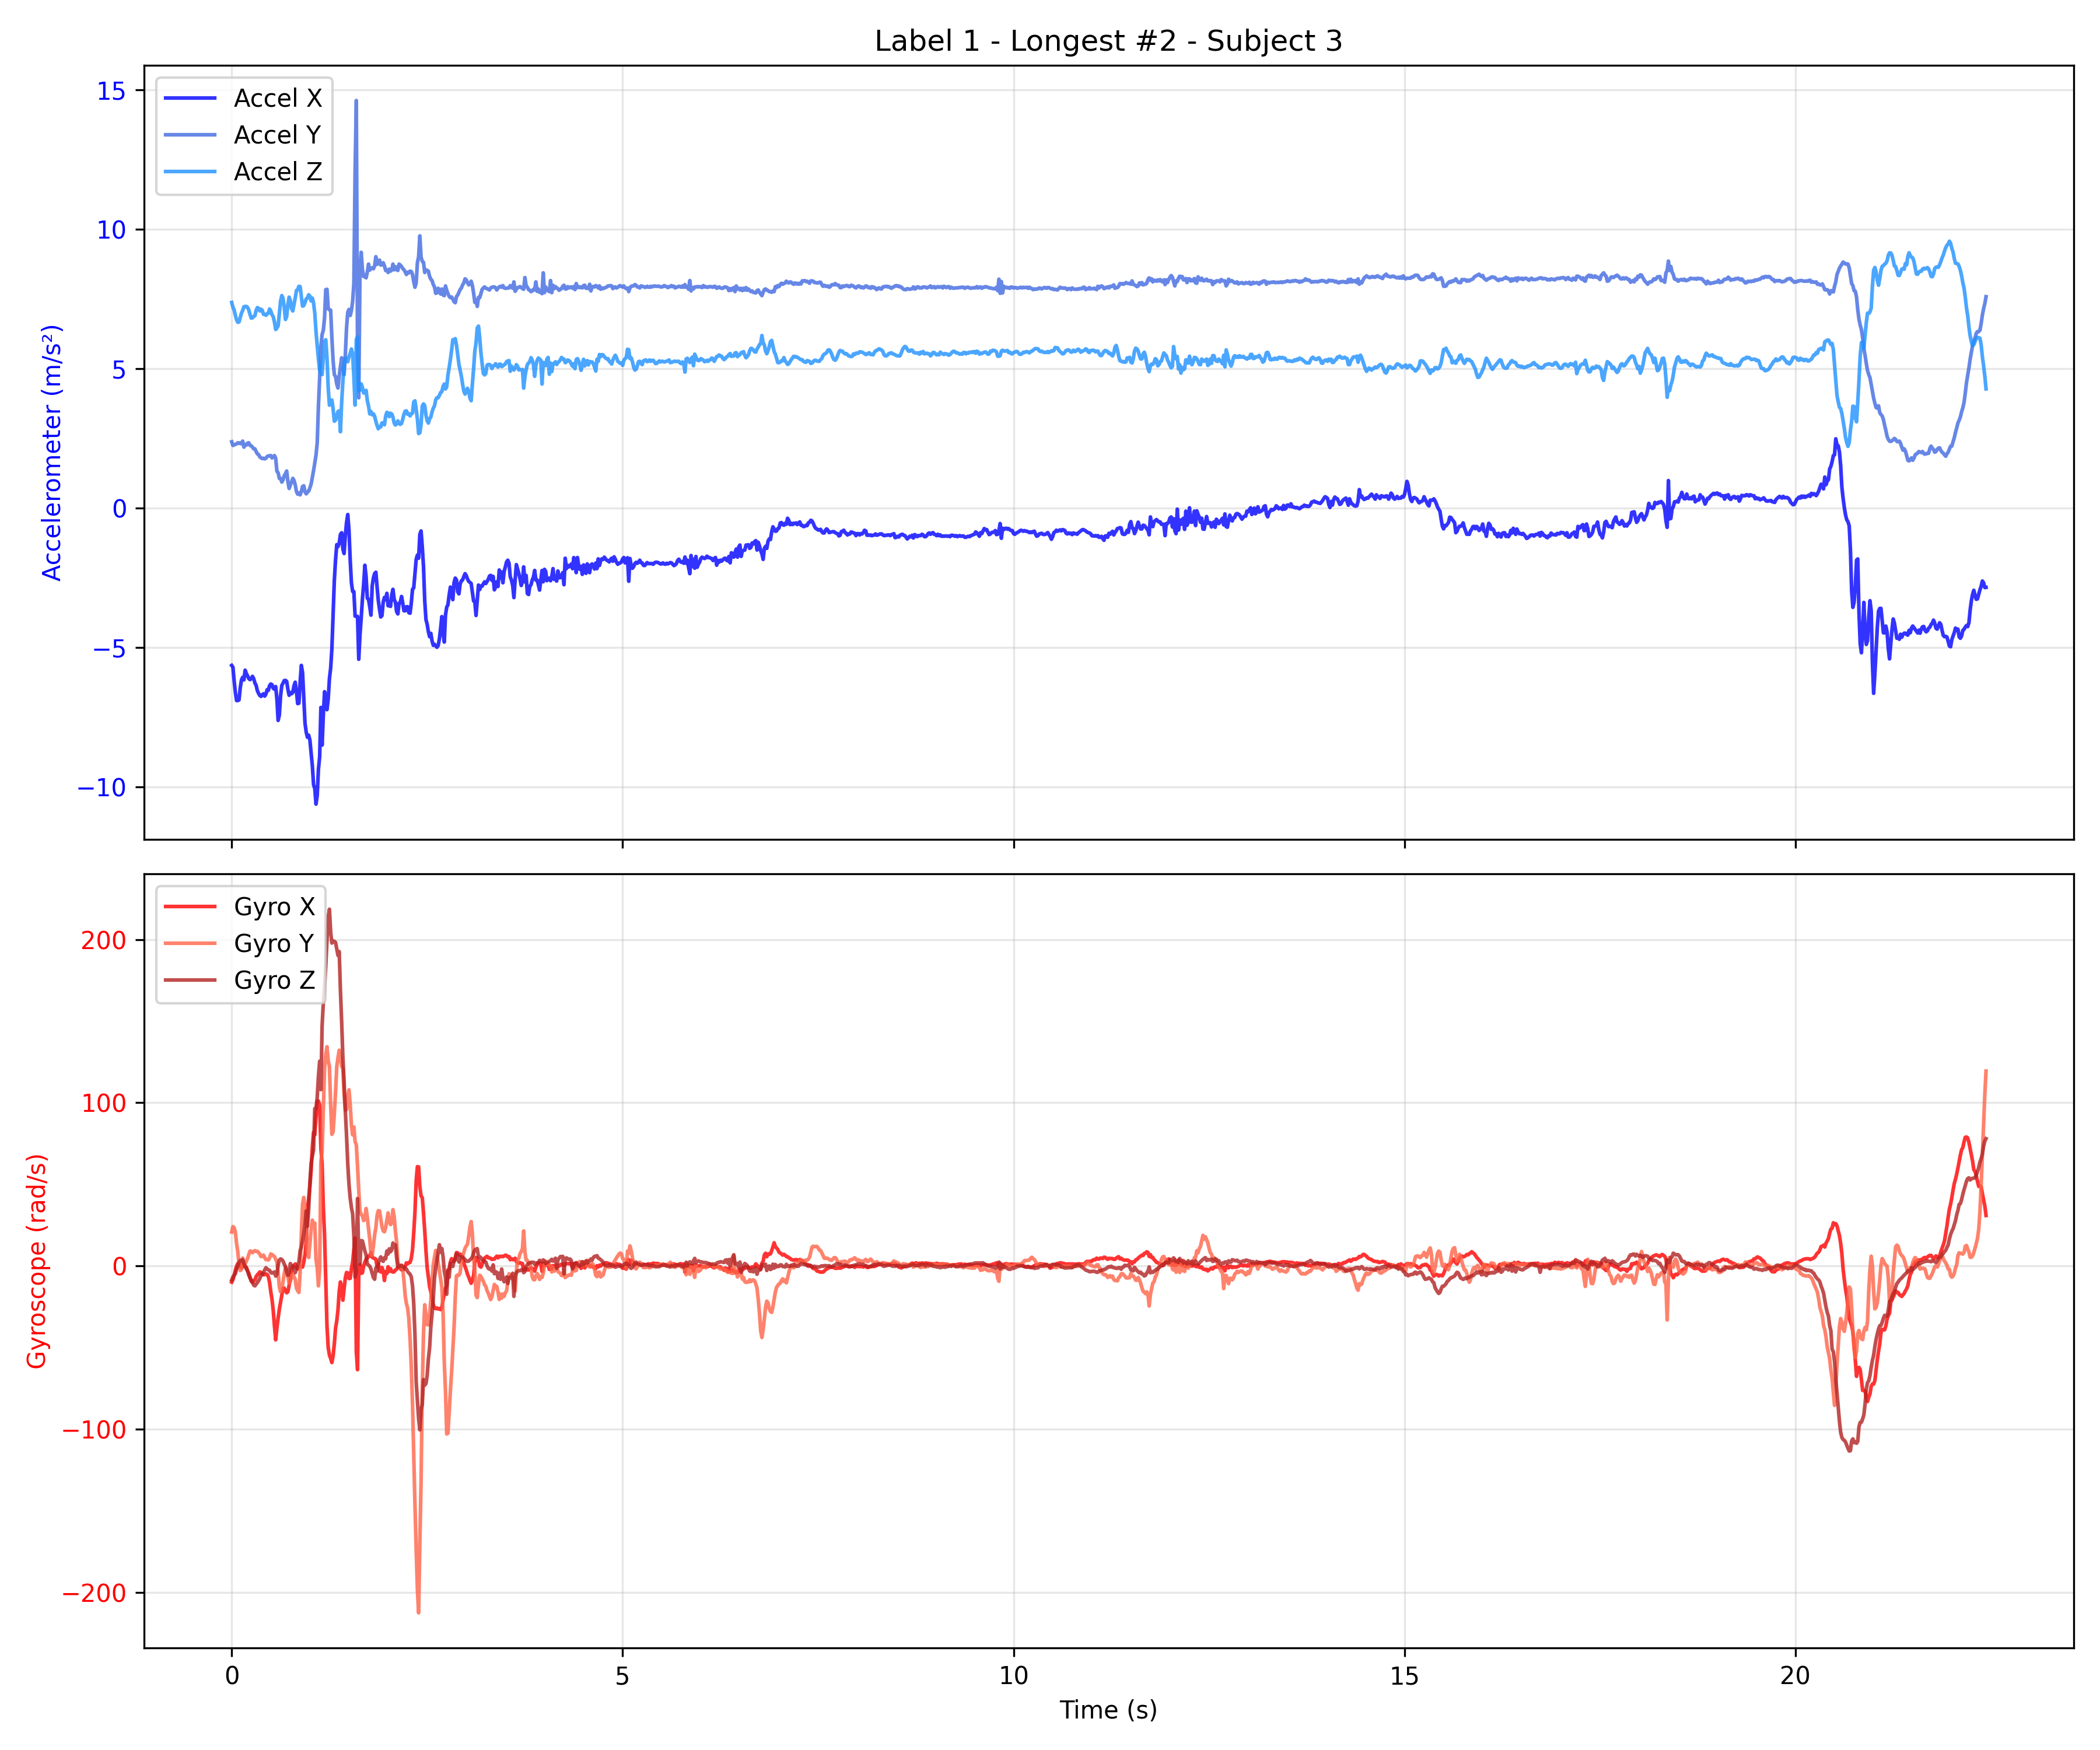 Label 1 - Longest #2 - Subject 3
15
10
5
0
−5
−10
Accelerometer (m/s²)
Accel X
Accel Y
Accel Z
200
100
0
−100
−200
Gyroscope (rad/s)
Gyro X
Gyro Y
Gyro Z
0 5 10 15 20
Time (s)